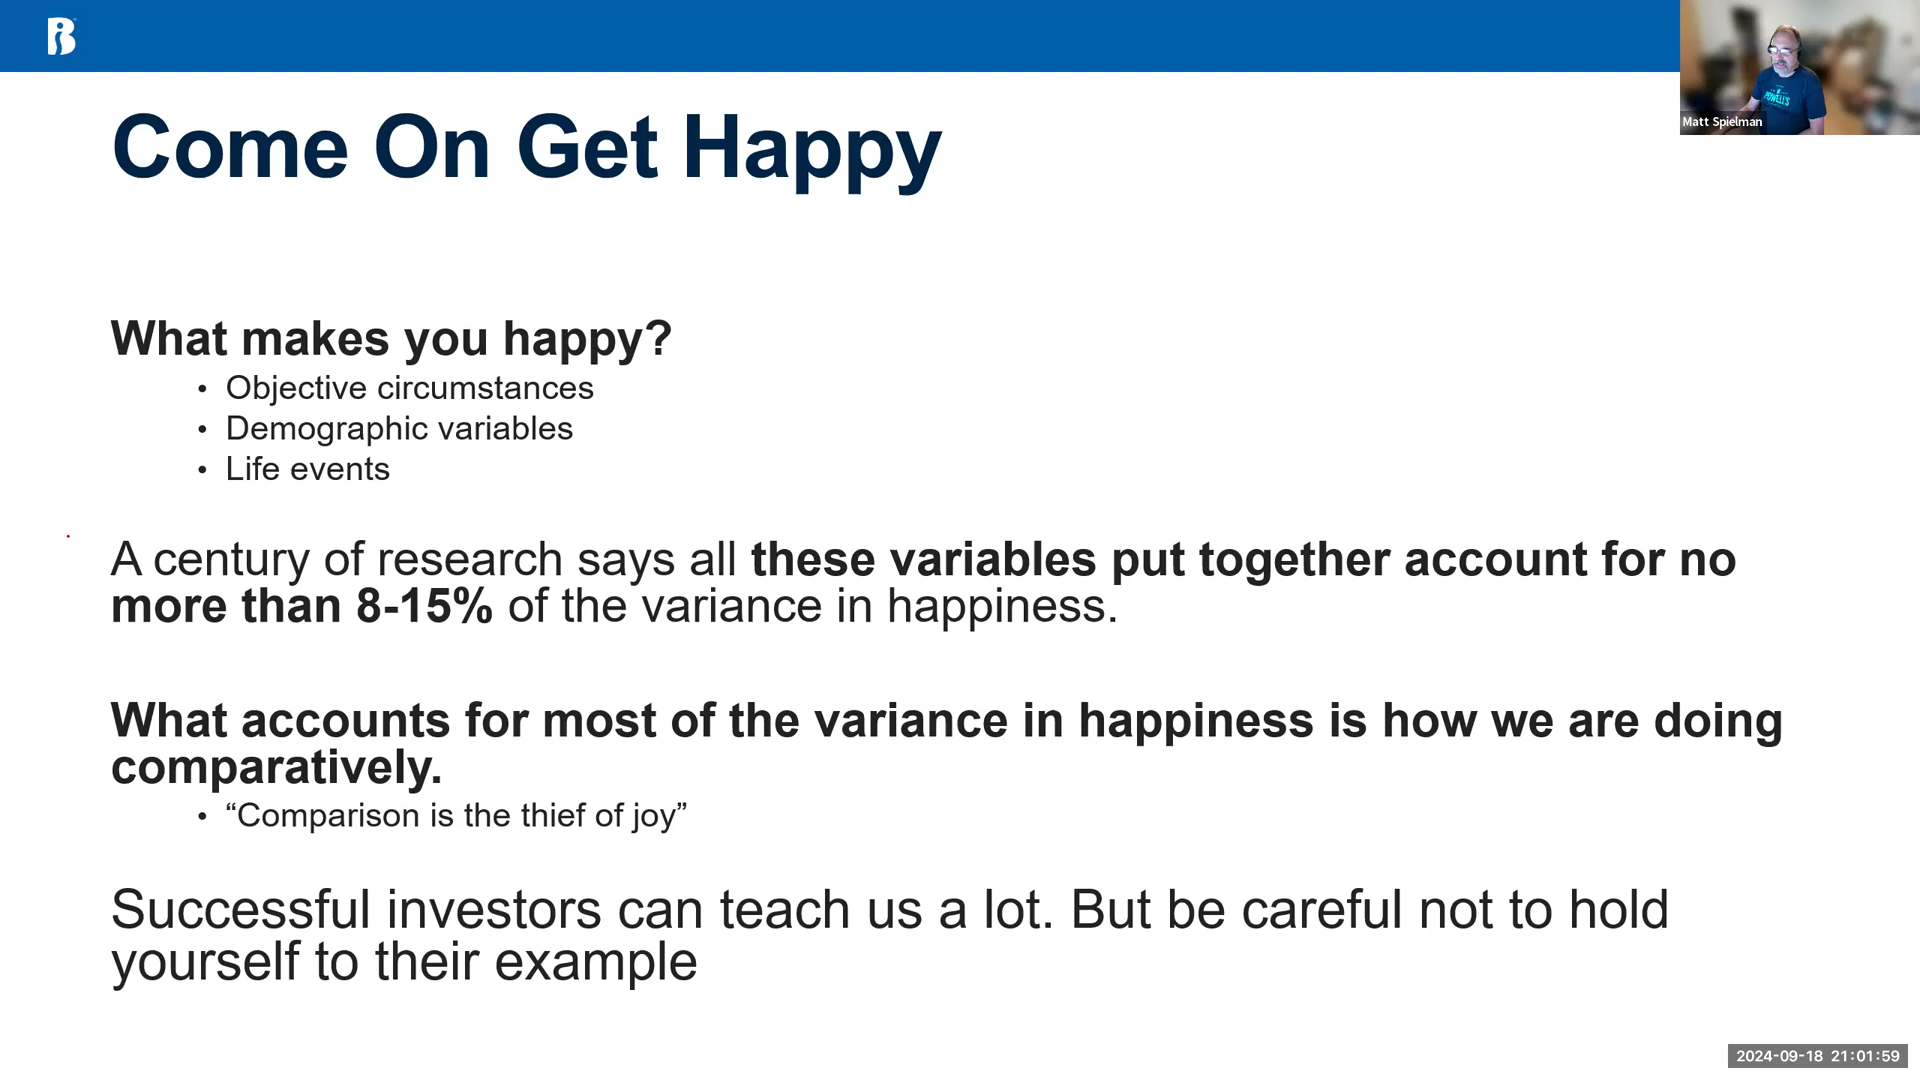 Come On Get Happy
POWELL'S
Matt Spielman
What makes you happy?
• Objective circumstances
• Demographic variables
• Life events
A century of research says all these variables put together account for no
more than 8-15% of the variance in happiness.
What accounts for most of the variance in happiness is how we are doing
comparatively.
• “Comparison is the thief of joy”
Successful investors can teach us a lot. But be careful not to hold
yourself to their example
2024-09-18 21:01:59